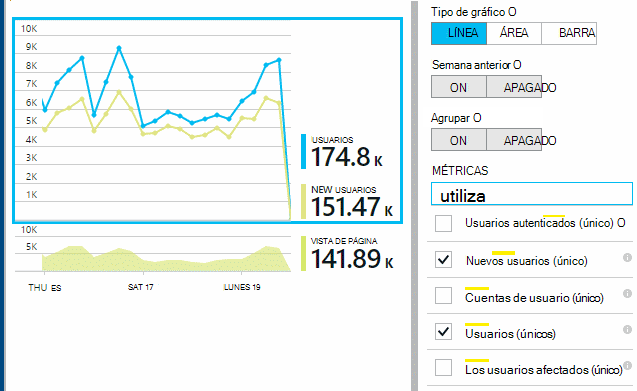 10K
9K
8K
7K
6K
5K
4K
3K
2K
1K
USUARIOS
174.8 K
NEW USUARIOS
151.47 K
10K
5K
VISTA DE PÁGINA
141.89 K
THU ES
SAT 17
LUNES 19
Tipo de gráfico O
LÍNEA ÁREA BARRA
Semana anterior O
ON APAGADO
Agrupar O
ON APAGADO
MÉTRICAS
utiliza
Usuarios autenticados (único) O
Nuevos usuarios (único)
Cuentas de usuario (único)
Usuarios (únicos)
Los usuarios afectados (único)